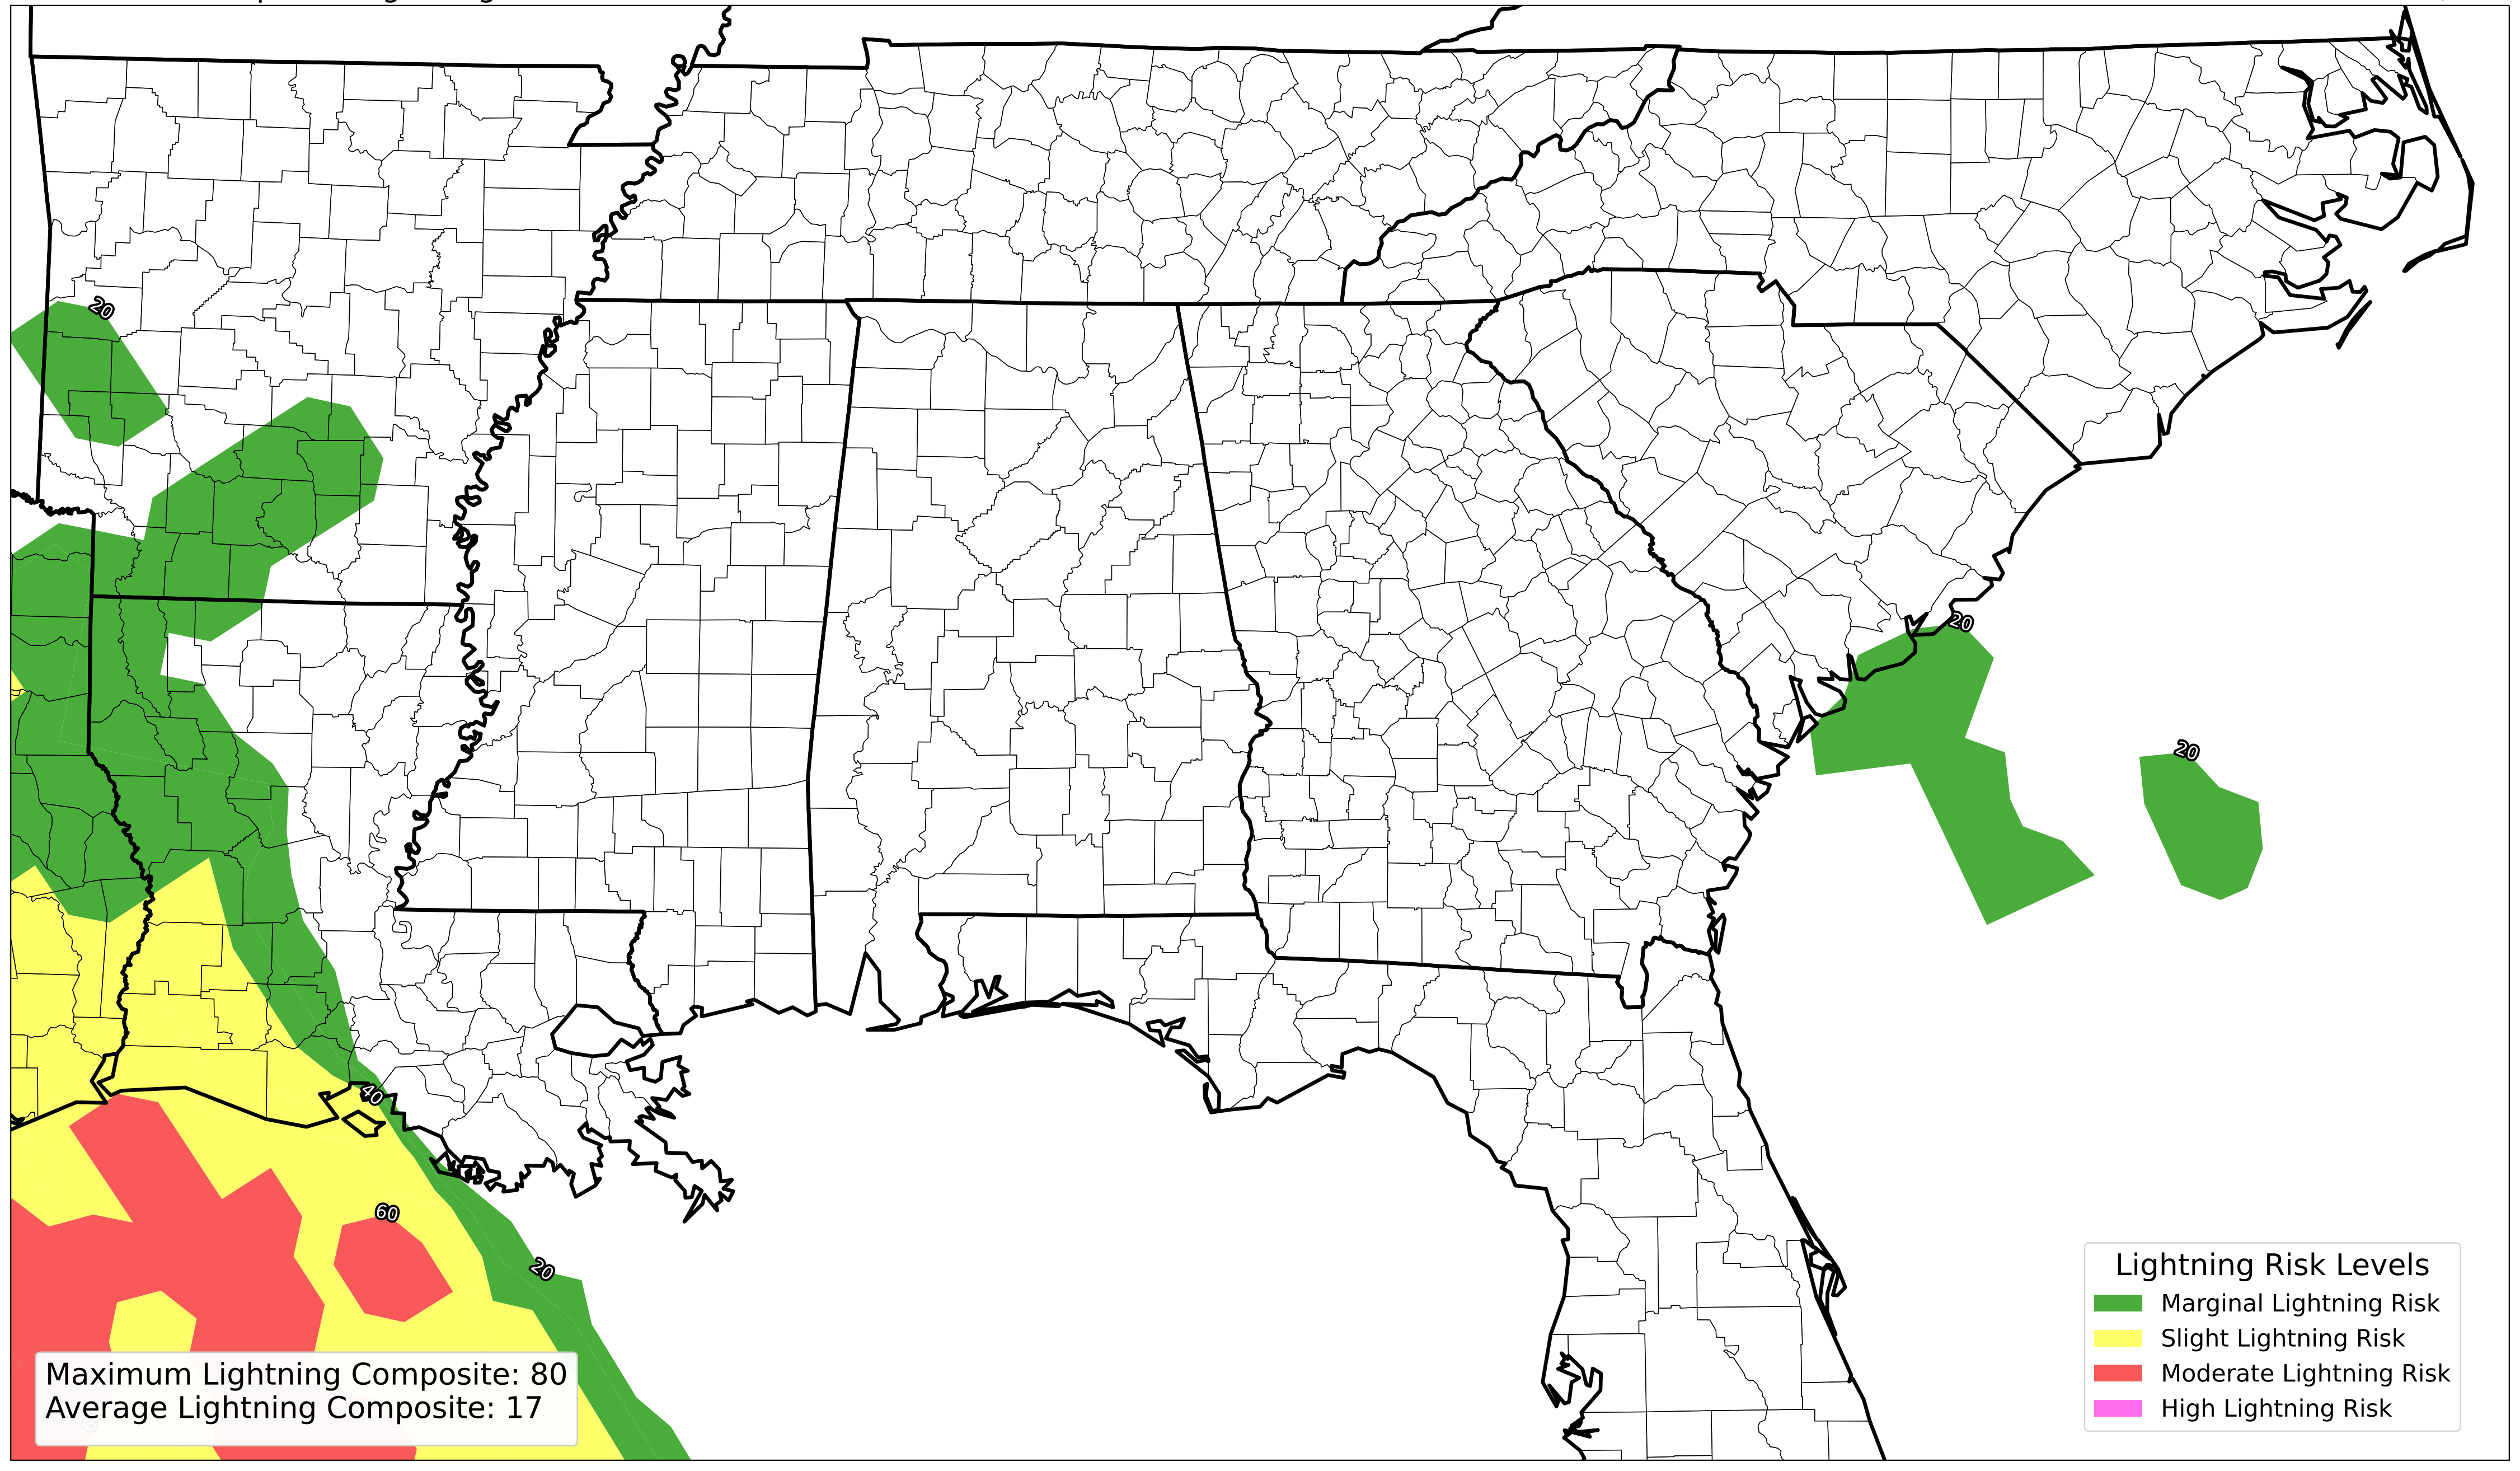 20
20
20
40
60
20
Lightning Risk Levels
Marginal Lightning Risk
Slight Lightning Risk
Moderate Lightning Risk
High Lightning Risk
Maximum Lightning Composite: 80
Average Lightning Composite: 17